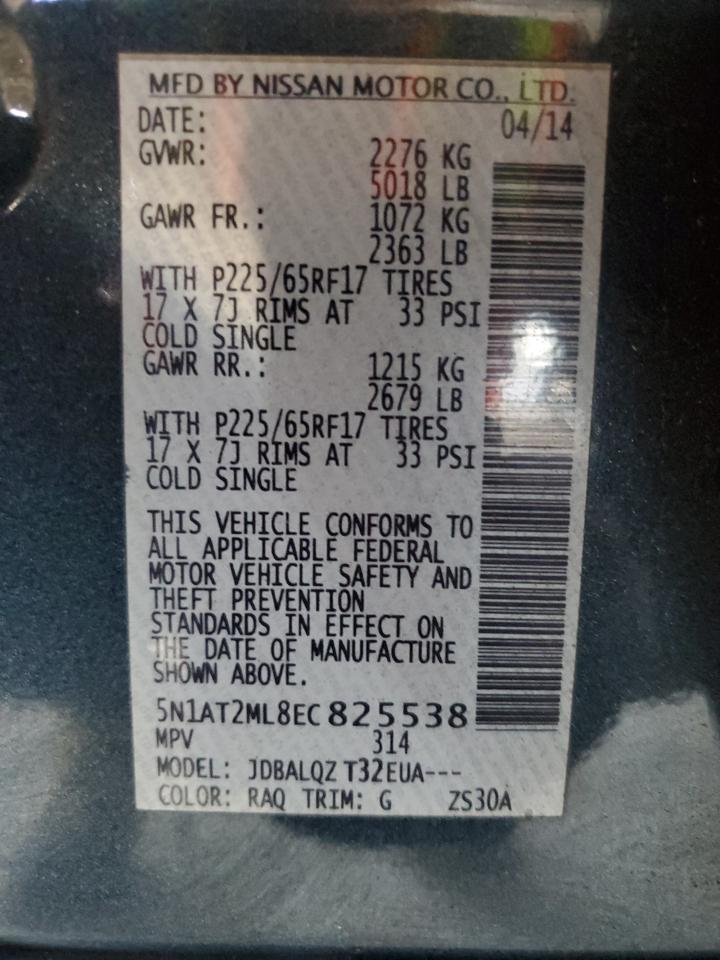 MFD BY NISSAN MOTOR CO., LTD.
DATE: 04/14
GVWR: 2276 KG
5018 LB
GAWR FR.: 1072 KG
2363 LB
WITH P225/65RF17 TIRES
17 X 7J RIMS AT 33 PSI
COLD SINGLE
GAWR RR.: 1215 KG
2679 LB
WITH P225/65RF17 TIRES
17 X 7J RIMS AT 33 PSI
COLD SINGLE
THIS VEHICLE CONFORMS TO
ALL APPLICABLE FEDERAL
MOTOR VEHICLE SAFETY AND
THEFT PREVENTION
STANDARDS IN EFFECT ON
THE DATE OF MANUFACTURE
SHOWN ABOVE.
5N1AT2ML8EC825538
MPV 314
MODEL: JDBALQZ T32EUA---
COLOR: RAQ TRIM: G ZS30A